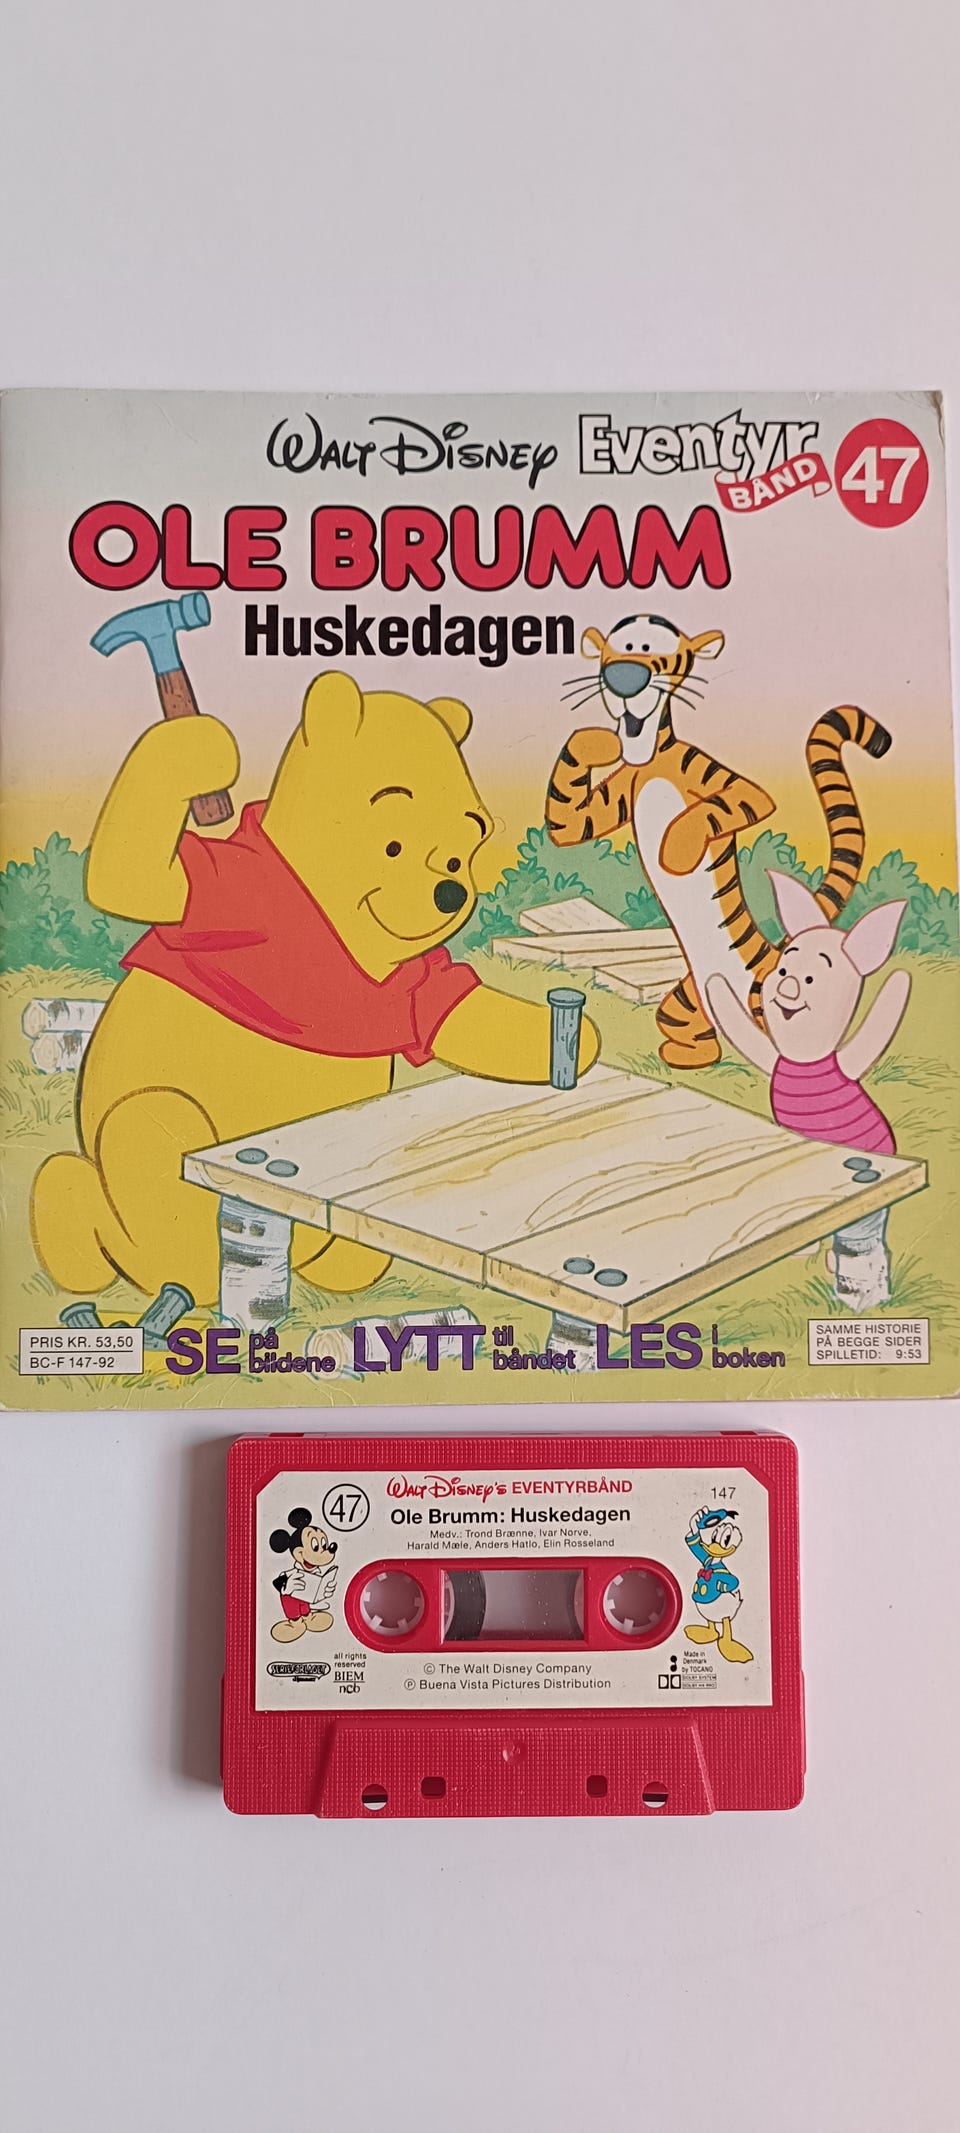 WALT DISNEY Eventyr BÅND 47
OLE BRUMM
Huskedagen
PRIS KR. 53,50
BC-F 147-92
SE på bildene LYTT til båndet LES i boken
SAMME HISTORIE
PÅ BEGGE SIDER
SPILLETID: 9:53
47
WALT DISNEY'S EVENTYRBÅND
147
Ole Brumm: Huskedagen
Medv.: Trond Brænne, Ivar Nørve,
Harald Mæle, Anders Hatlo, Elin Rosseland
all rights
reserved
BIEM
ncb
© The Walt Disney Company
℗ Buena Vista Pictures Distribution
Made in
Denmark
by TOCANO
DOLBY SYSTEM